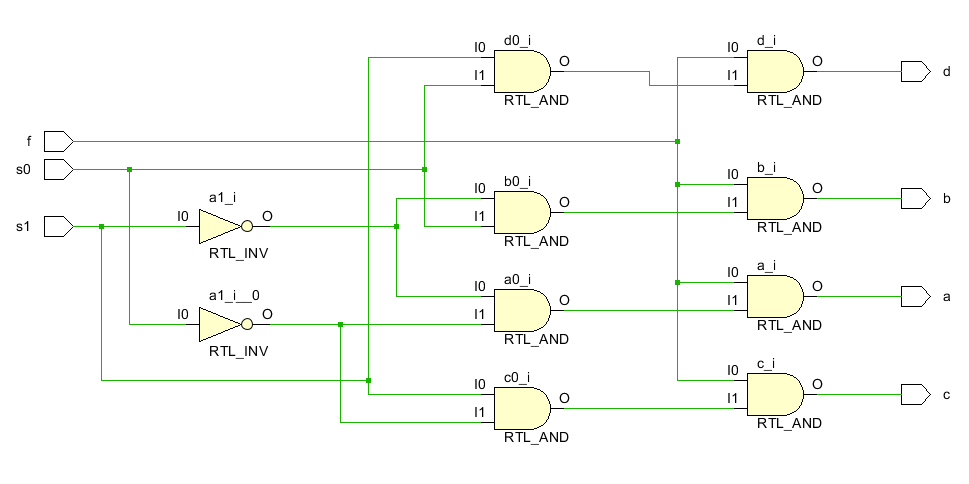 d0_i
I0
I1
O
RTL_AND
d_i
I0
I1
O
RTL_AND
d
f
s0
s1
a1_i
I0
O
RTL_INV
b0_i
I0
I1
O
RTL_AND
b_i
I0
I1
O
RTL_AND
b
a1_i__0
I0
O
RTL_INV
a0_i
I0
I1
O
RTL_AND
a_i
I0
I1
O
RTL_AND
a
c0_i
I0
I1
O
RTL_AND
c_i
I0
I1
O
RTL_AND
c